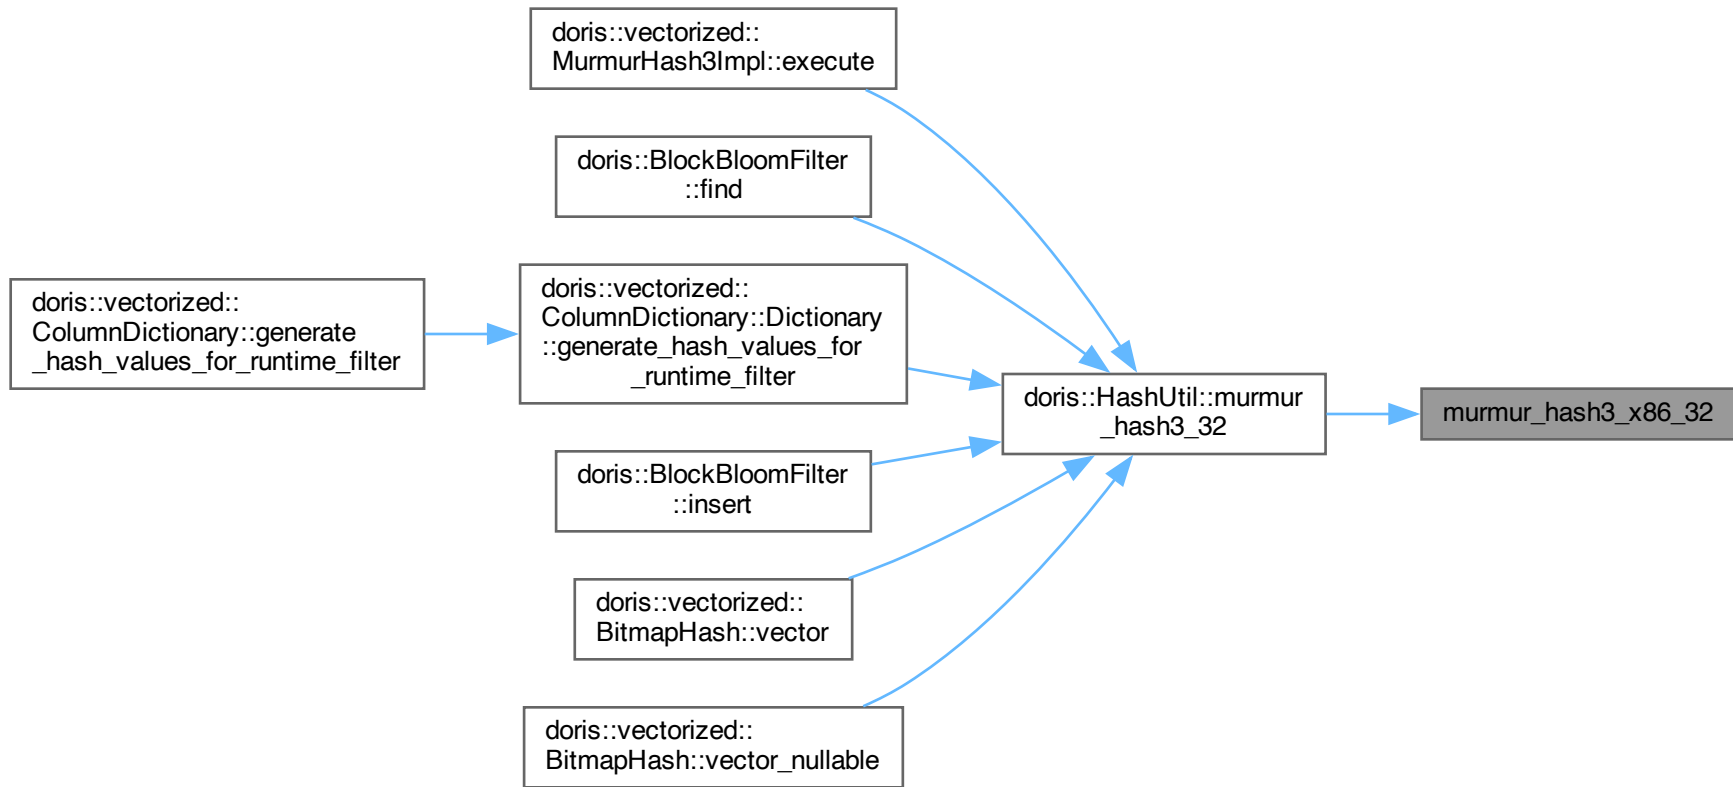 doris::vectorized::
MurmurHash3Impl::execute
doris::BlockBloomFilter
::find
doris::vectorized::
ColumnDictionary::generate
_hash_values_for_runtime_filter
doris::vectorized::
ColumnDictionary::Dictionary
::generate_hash_values_for
_runtime_filter
doris::HashUtil::murmur
_hash3_32
murmur_hash3_x86_32
doris::BlockBloomFilter
::insert
doris::vectorized::
BitmapHash::vector
doris::vectorized::
BitmapHash::vector_nullable